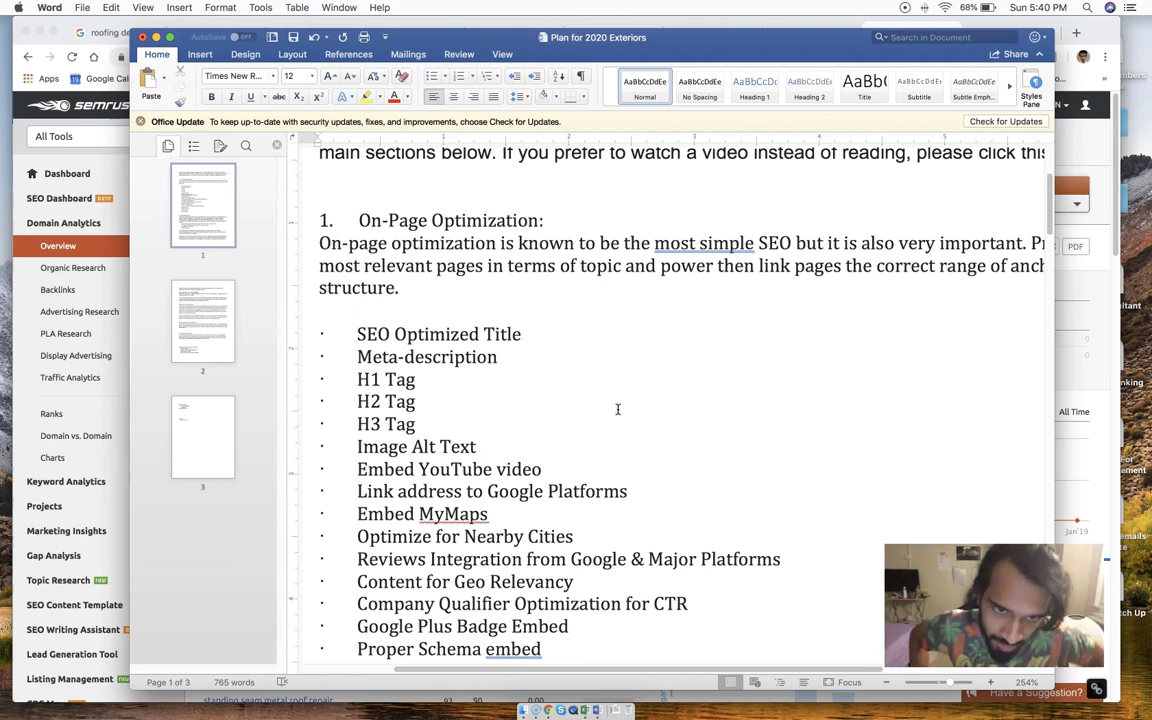 Word File Edit View Insert Format Tools Table Window Help
68% Sun 5:40 PM
roofing de
AutoSave OFF
Plan for 2020 Exteriors
Search in Document
Home Insert Design Layout References Mailings Review View
Share
Apps Google Cal
Paste
Times New R... 12
B I U abc X2 X2
AaBbCcDdEe Normal
AaBbCcDdEe No Spacing
AaBbCcDd Heading 1
AaBbCcDdEe Heading 2
AaBbC Title
AaBbCcDdEe Subtitle
AaBbCcDdEe Subtle Emph...
Styles Pane
semrus
Office Update To keep up-to-date with security updates, fixes, and improvements, choose Check for Updates.
Check for Updates
All Tools
Dashboard
SEO Dashboard BETA
Domain Analytics
Overview
Organic Research
Backlinks
Advertising Research
PLA Research
Display Advertising
Traffic Analytics
Ranks
Domain vs. Domain
Charts
Keyword Analytics
Projects
Marketing Insights
Gap Analysis
Topic Research new
SEO Content Template
SEO Writing Assistant
Lead Generation Tool
Listing Management
1
2
3
main sections below. If you prefer to watch a video instead of reading, please click this
1. On-Page Optimization:
On-page optimization is known to be the most simple SEO but it is also very important. Pr
most relevant pages in terms of topic and power then link pages the correct range of anch
structure.
· SEO Optimized Title
· Meta-description
· H1 Tag
· H2 Tag
· H3 Tag
· Image Alt Text
· Embed YouTube video
· Link address to Google Platforms
· Embed MyMaps
· Optimize for Nearby Cities
· Reviews Integration from Google & Major Platforms
· Content for Geo Relevancy
· Company Qualifier Optimization for CTR
· Google Plus Badge Embed
· Proper Schema embed
PDF
All Time
Jan'19
Have a Suggestion?
Page 1 of 3 765 words
Focus 254%
standing seam metal roof repair